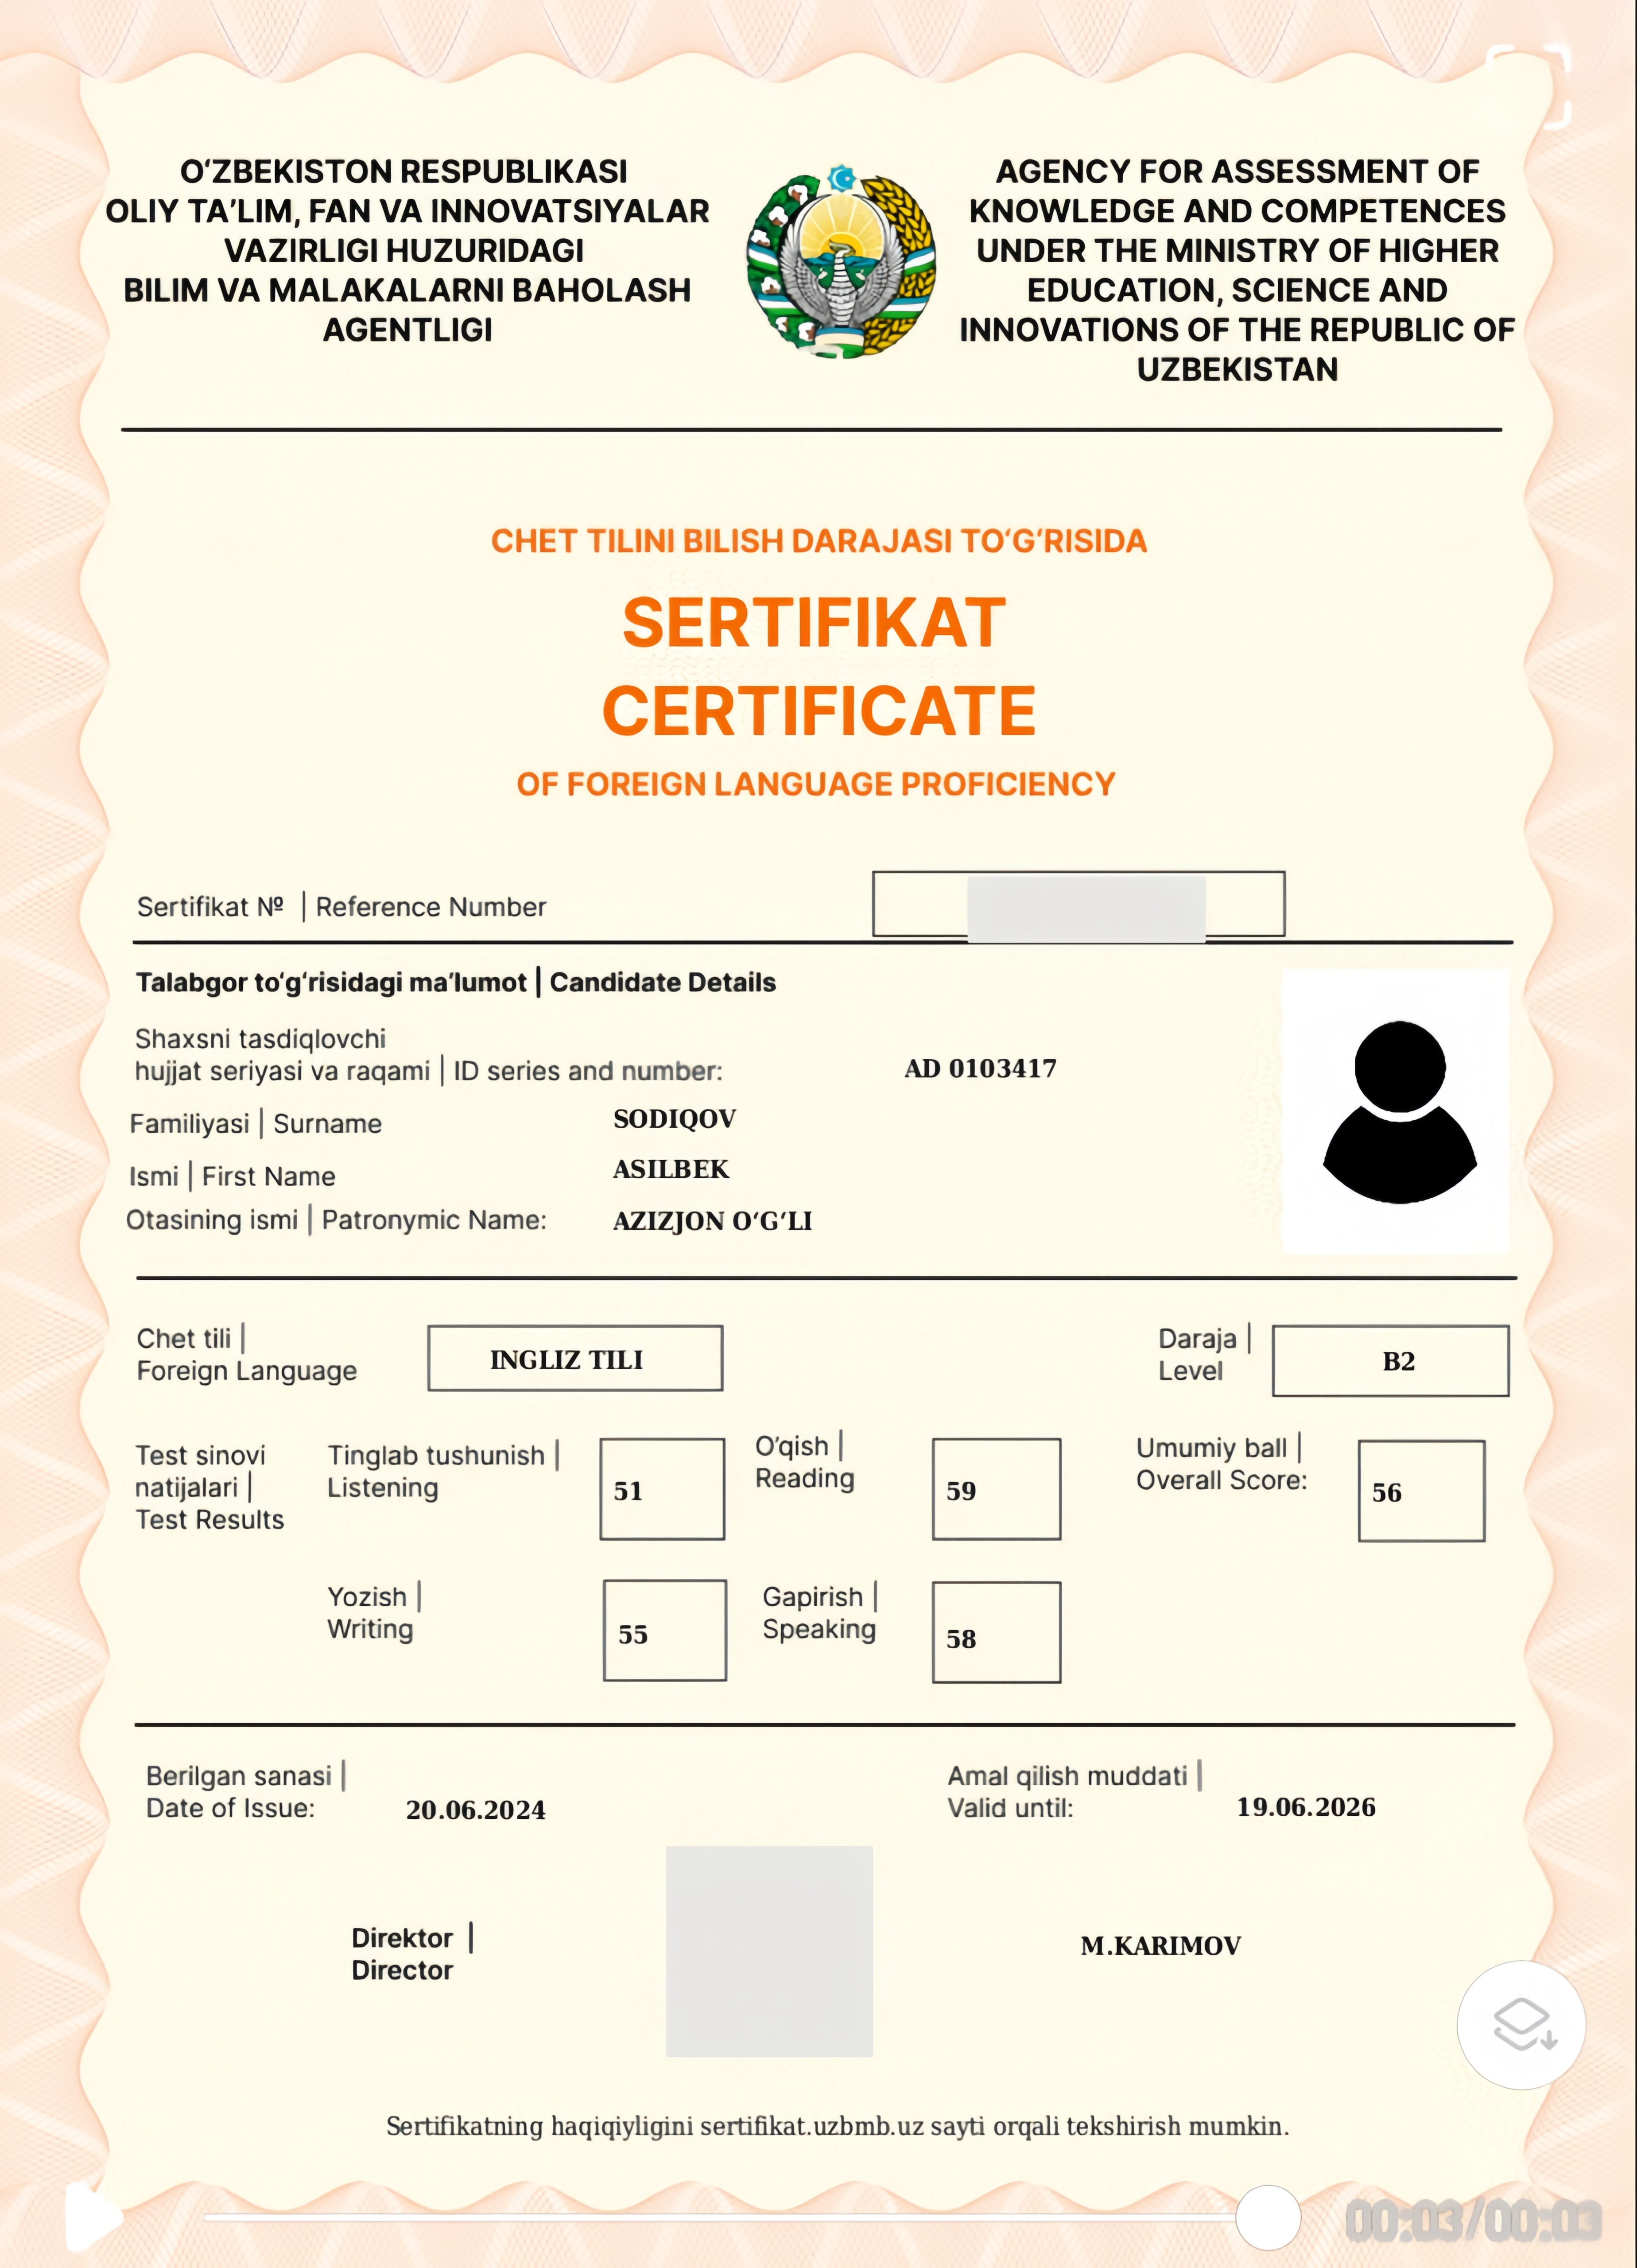 O‘ZBEKISTON RESPUBLIKASI
OLIY TA’LIM, FAN VA INNOVATSIYALAR
VAZIRLIGI HUZURIDAGI
BILIM VA MALAKALARNI BAHOLASH
AGENTLIGI
AGENCY FOR ASSESSMENT OF
KNOWLEDGE AND COMPETENCES
UNDER THE MINISTRY OF HIGHER
EDUCATION, SCIENCE AND
INNOVATIONS OF THE REPUBLIC OF
UZBEKISTAN
CHET TILINI BILISH DARAJASI TO‘G‘RISIDA
SERTIFIKAT
CERTIFICATE
OF FOREIGN LANGUAGE PROFICIENCY
Sertifikat № | Reference Number
Talabgor to‘g‘risidagi ma’lumot | Candidate Details
Shaxsni tasdiqlovchi
hujjat seriyasi va raqami | ID series and number: AD 0103417
Familiyasi | Surname SODIQOV
Ismi | First Name ASILBEK
Otasining ismi | Patronymic Name: AZIZJON O‘G‘LI
Chet tili |
Foreign Language
INGLIZ TILI
Daraja |
Level
B2
Test sinovi
natijalari |
Test Results
Tinglab tushunish |
Listening
51
O’qish |
Reading
59
Umumiy ball |
Overall Score:
56
Yozish |
Writing
55
Gapirish |
Speaking
58
Berilgan sanasi |
Date of Issue: 20.06.2024
Amal qilish muddati |
Valid until: 19.06.2026
Direktor |
Director
M.KARIMOV
Sertifikatning haqiqiyligini sertifikat.uzbmb.uz sayti orqali tekshirish mumkin.
00:03/00:03